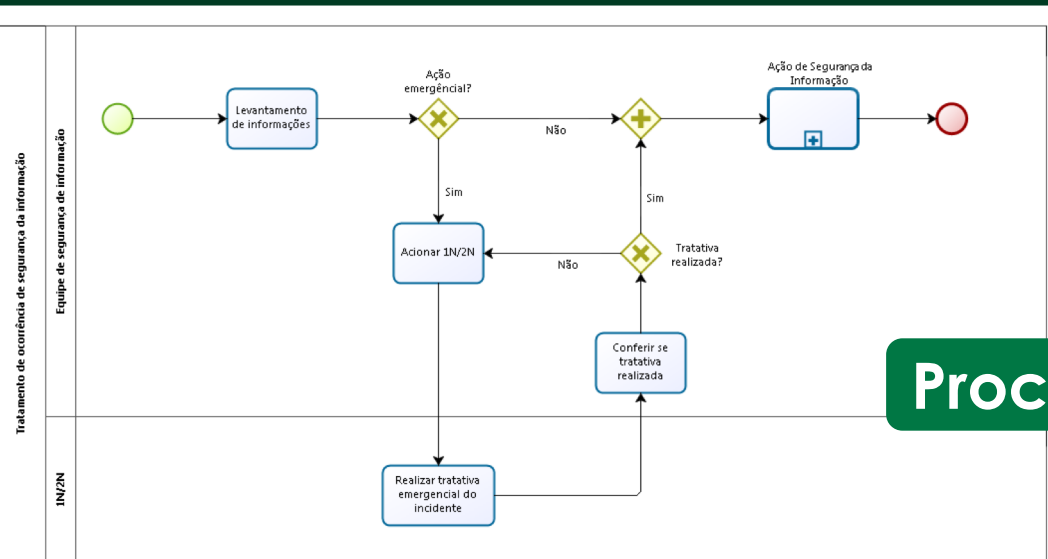 Tratamento de ocorrência de segurança da informação
Equipe de segurança de informação
Levantamento
de informações
Ação
emergêncial?
Não
Sim
Ação de Segurança da
Informação
Acionar 1N/2N
Não
Sim
Tratativa
realizada?
Conferir se
tratativa
realizada
Proc
1N/2N
Realizar tratativa
emergencial do
incidente